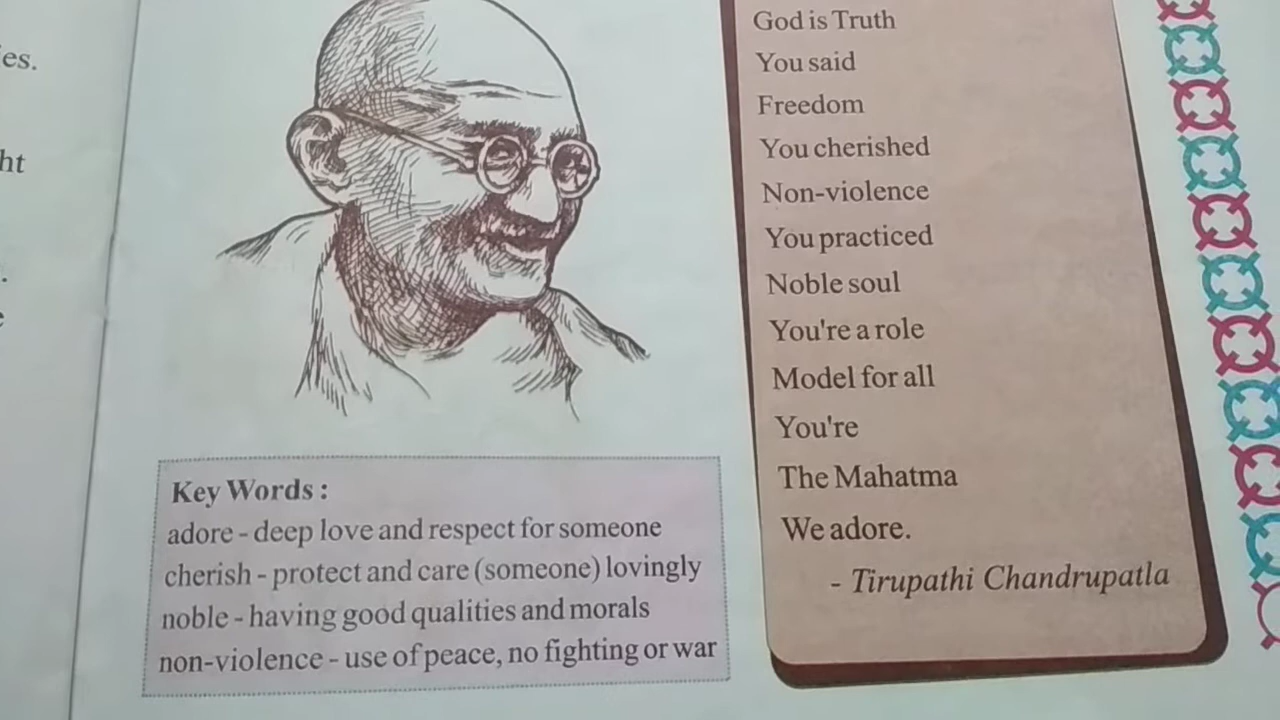 es.
ht
God is Truth
You said
Freedom
You cherished
Non-violence
You practiced
Noble soul
You're a role
Model for all
You're
The Mahatma
We adore.
- Tirupathi Chandrupatla
Key Words :
adore - deep love and respect for someone
cherish - protect and care (someone) lovingly
noble - having good qualities and morals
non-violence - use of peace, no fighting or war